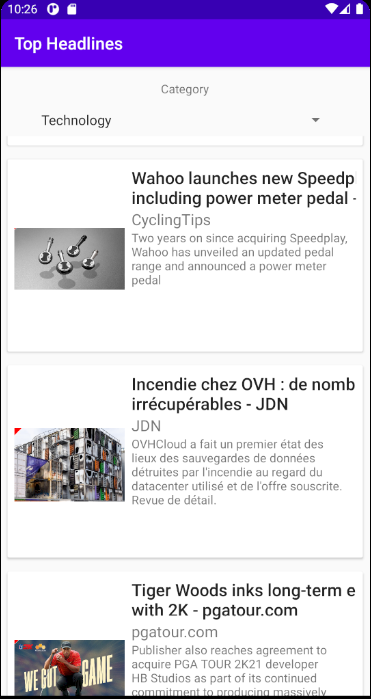 10:26
Top Headlines
Category
Technology
Wahoo launches new Speedpl
including power meter pedal -
CyclingTips
Two years on since acquiring Speedplay,
Wahoo has unveiled an updated pedal
range and announced a power meter
pedal
Incendie chez OVH : de nomb
irrécupérables - JDN
JDN
OVHCloud a fait un premier état des
lieux des sauvegardes de données
détruites par l'incendie au regard du
datacenter utilisé et de l'offre souscrite.
Revue de détail.
Tiger Woods inks long-term e
with 2K - pgatour.com
pgatour.com
Publisher also reaches agreement to
acquire PGA TOUR 2K21 developer
HB Studios as part of its continued
commitment to producing massively
WE GOT GAME